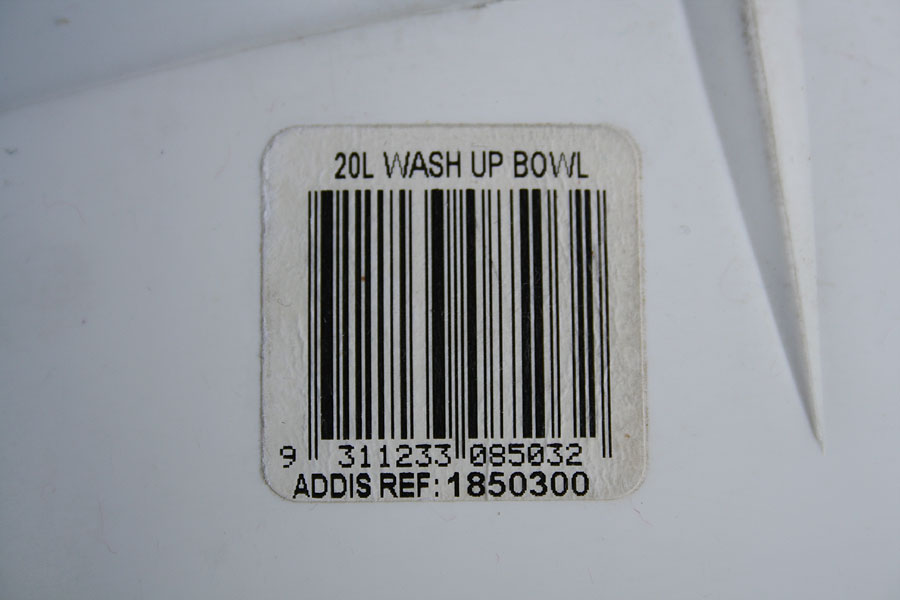 20L WASH UP BOWL
9 311233 085032
ADDIS REF: 1850300